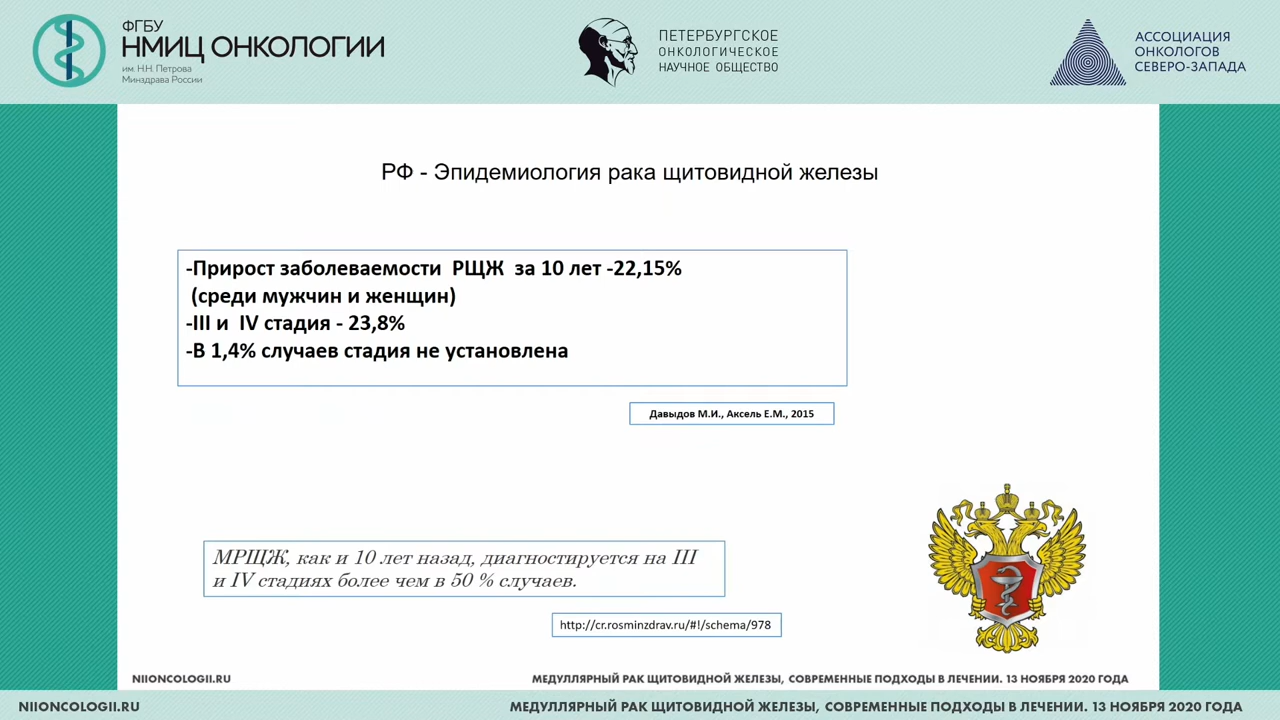 ФГБУ
НМИЦ ОНКОЛОГИИ
им. Н.Н. Петрова
Минздрава России
ПЕТЕРБУРГСКОЕ
ОНКОЛОГИЧЕСКОЕ
НАУЧНОЕ ОБЩЕСТВО
АССОЦИАЦИЯ
ОНКОЛОГОВ
СЕВЕРО-ЗАПАДА
РФ - Эпидемиология рака щитовидной железы
-Прирост заболеваемости РЩЖ за 10 лет -22,15%
(среди мужчин и женщин)
-III и IV стадия - 23,8%
-В 1,4% случаев стадия не установлена
Давыдов М.И., Аксель Е.М., 2015
МРЩЖ, как и 10 лет назад, диагностируется на III
и IV стадиях более чем в 50 % случаев.
http://cr.rosminzdrav.ru/#!/schema/978
NIIONCOLOGII.RU
МЕДУЛЛЯРНЫЙ РАК ЩИТОВИДНОЙ ЖЕЛЕЗЫ, СОВРЕМЕННЫЕ ПОДХОДЫ В ЛЕЧЕНИИ. 13 НОЯБРЯ 2020 ГОДА
NIIONCOLOGII.RU
МЕДУЛЛЯРНЫЙ РАК ЩИТОВИДНОЙ ЖЕЛЕЗЫ, СОВРЕМЕННЫЕ ПОДХОДЫ В ЛЕЧЕНИИ. 13 НОЯБРЯ 2020 ГОДА